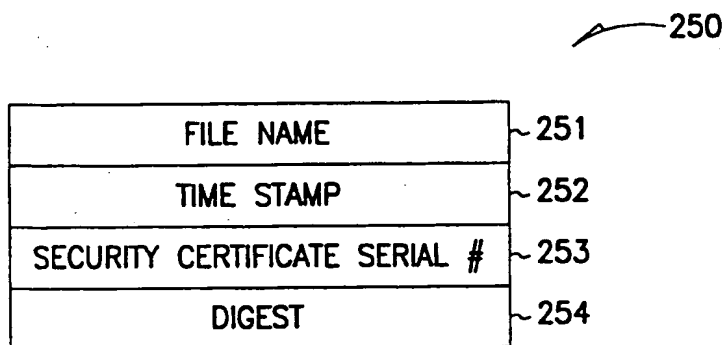 250
FILE NAME 251
TIME STAMP 252
SECURITY CERTIFICATE SERIAL # 253
DIGEST 254